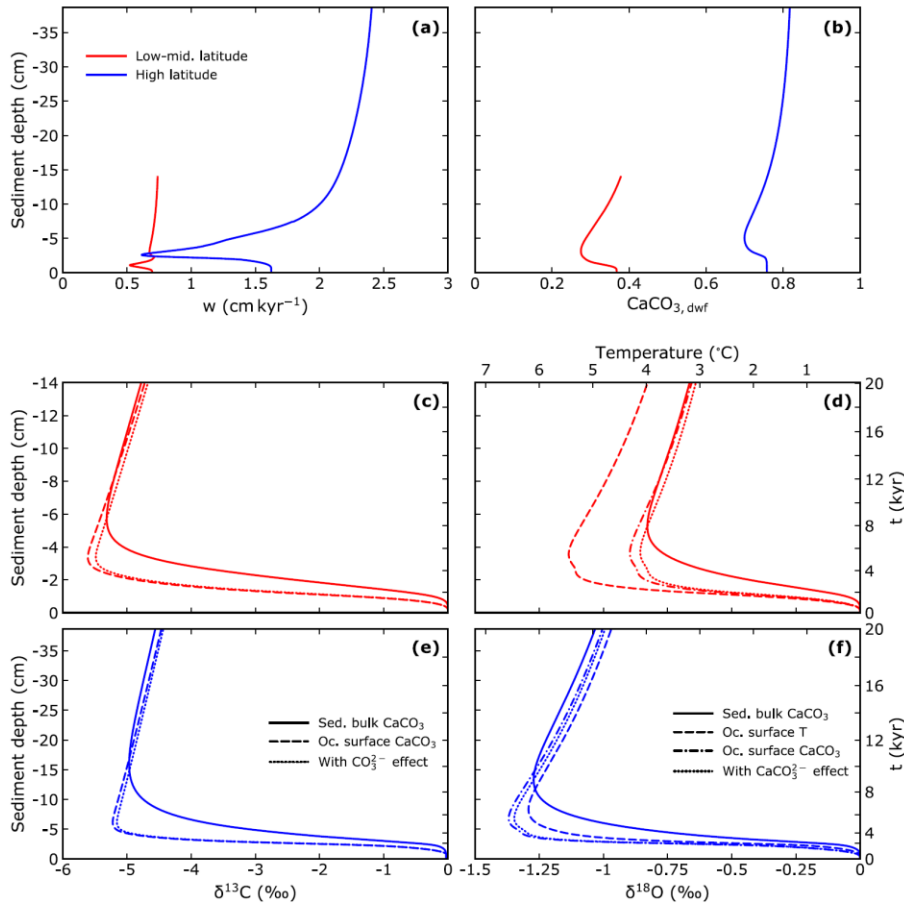 (a)
Low-mid. latitude
High latitude
Sediment depth (cm)
-35
-30
-25
-20
-15
-10
-5
0
0
0.5
1
1.5
2
2.5
3
w (cm kyr−1)
(b)
0
0.2
0.4
0.6
0.8
1
CaCO3, dwf
(c)
Sediment depth (cm)
-14
-12
-10
-8
-6
-4
-2
0
Temperature (°C)
7
6
5
4
3
2
1
(d)
20
16
12
8
4
0
t (kyr)
(e)
Sediment depth (cm)
-35
-30
-25
-20
-15
-10
-5
0
Sed. bulk CaCO3
Oc. surface CaCO3
With CO3 2− effect
-6
-5
-4
-3
-2
-1
0
δ13C (‰)
(f)
Sed. bulk CaCO3
Oc. surface T
Oc. surface CaCO3
With CaCO3 2− effect
20
16
12
8
4
0
t (kyr)
-1.5
-1.25
-1
-0.75
-0.5
-0.25
0
δ18O (‰)